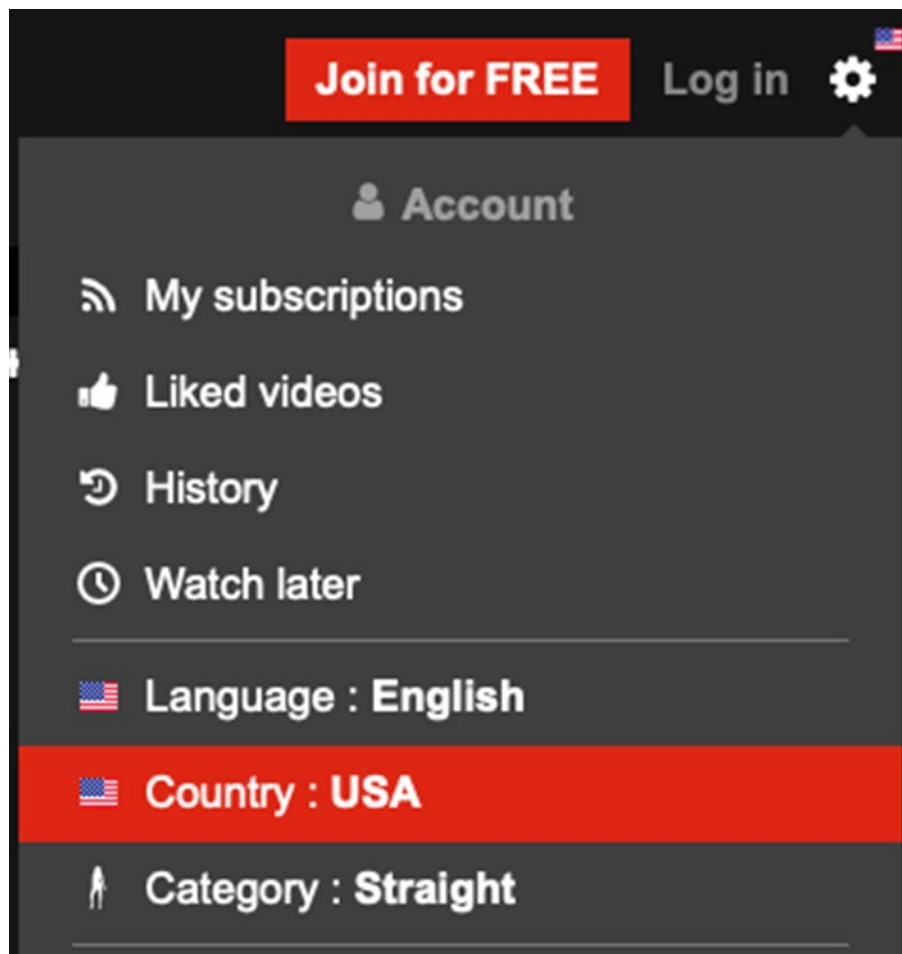 Join for FREE Log in
Account
My subscriptions
Liked videos
History
Watch later
Language : English
Country : USA
Category : Straight